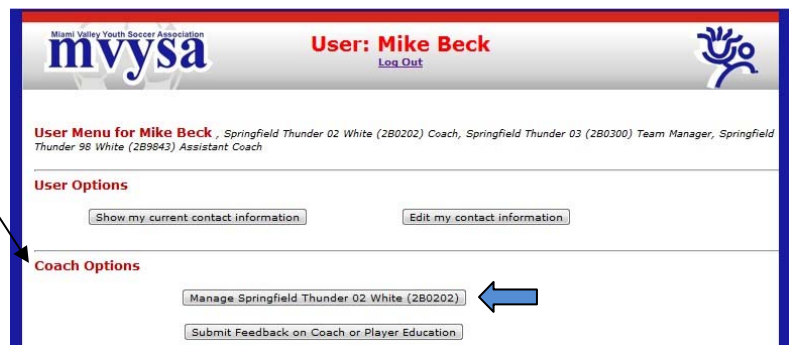 Miami Valley Youth Soccer Association
mvysa
User: Mike Beck
Log Out
User Menu for Mike Beck , Springfield Thunder 02 White (2B0202) Coach, Springfield Thunder 03 (2B0300) Team Manager, Springfield
Thunder 98 White (2B9843) Assistant Coach
User Options
Show my current contact information
Edit my contact information
Coach Options
Manage Springfield Thunder 02 White (2B0202)
Submit Feedback on Coach or Player Education